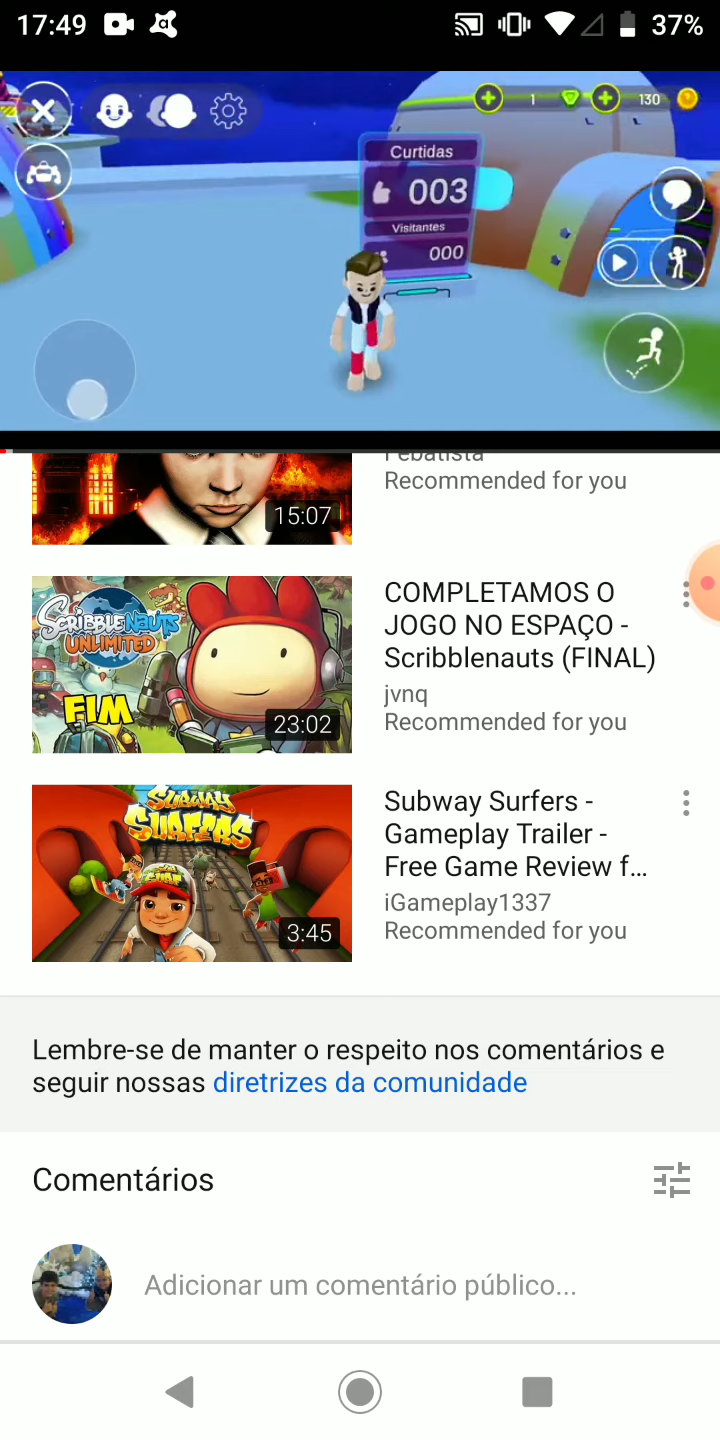 17:49
37%
1
130
Curtidas
003
Visitantes
000
15:07
Recommended for you
SCRIBBLENAUTS
UNLIMITED
FIM
23:02
COMPLETAMOS O
JOGO NO ESPAÇO -
Scribblenauts (FINAL)
jvnq
Recommended for you
SUBWAY
SURFERS
3:45
Subway Surfers -
Gameplay Trailer -
Free Game Review f...
iGameplay1337
Recommended for you
Lembre-se de manter o respeito nos comentários e
seguir nossas diretrizes da comunidade
Comentários
Adicionar um comentário público...